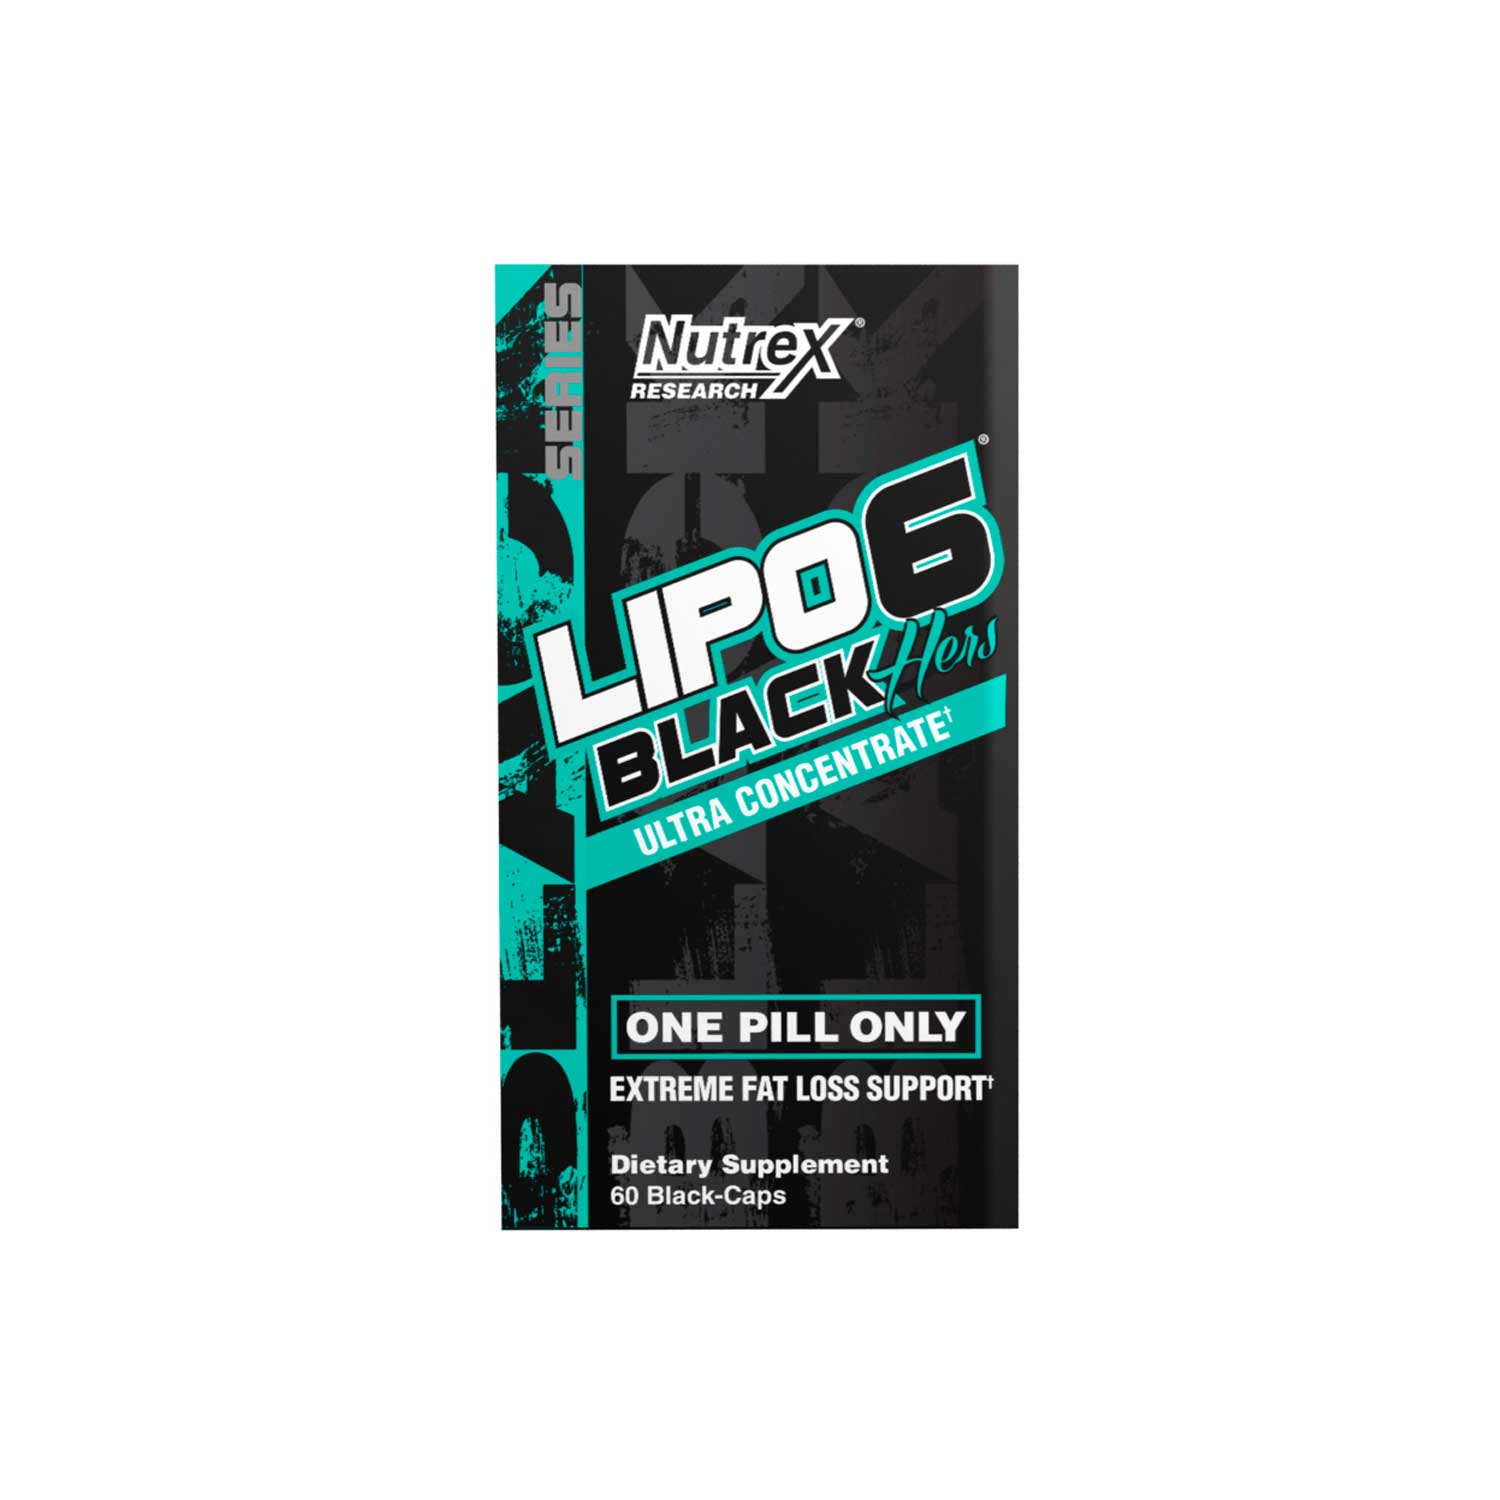 SERIES
BLACK
Nutrex®
RESEARCH
LIPO6®
BLACK Hers
ULTRA CONCENTRATE†
ONE PILL ONLY
EXTREME FAT LOSS SUPPORT†
Dietary Supplement
60 Black-Caps